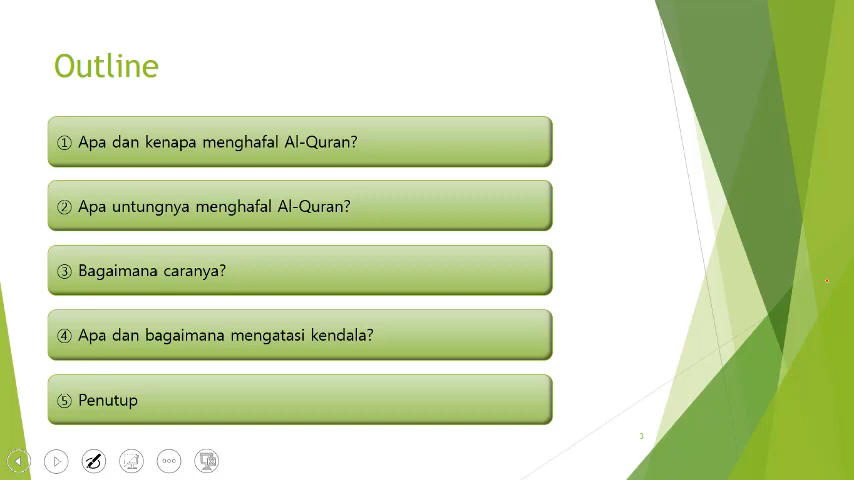 Outline
① Apa dan kenapa menghafal Al-Quran?
② Apa untungnya menghafal Al-Quran?
③ Bagaimana caranya?
④ Apa dan bagaimana mengatasi kendala?
⑤ Penutup
3